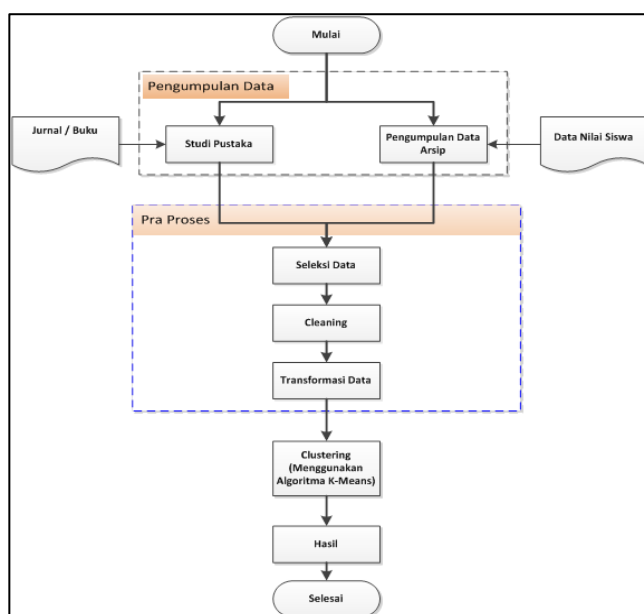 Mulai
Pengumpulan Data
Jurnal / Buku
Studi Pustaka
Pengumpulan Data
Arsip
Data Nilai Siswa
Pra Proses
Seleksi Data
Cleaning
Transformasi Data
Clustering
(Menggunakan
Algoritma K-Means)
Hasil
Selesai